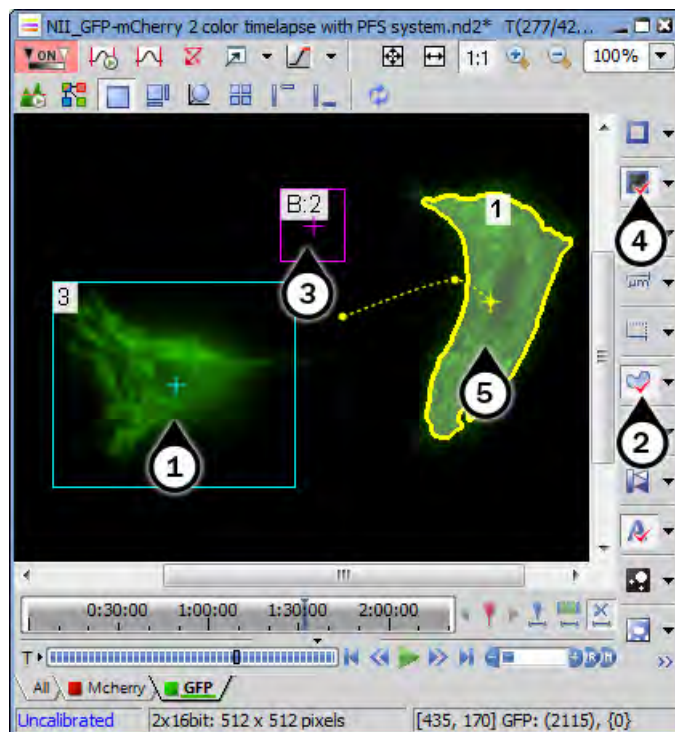 NII_GFP-mCherry 2 color timelapse with PFS system.nd2* T(277/42...
ON 1:1 100%
B:2
1
4
3
3
µm
5
1
2
0:30:00 1:00:00 1:30:00 2:00:00
T
All Mcherry GFP
Uncalibrated 2x16bit: 512 x 512 pixels [435, 170] GFP: (2115), {0}